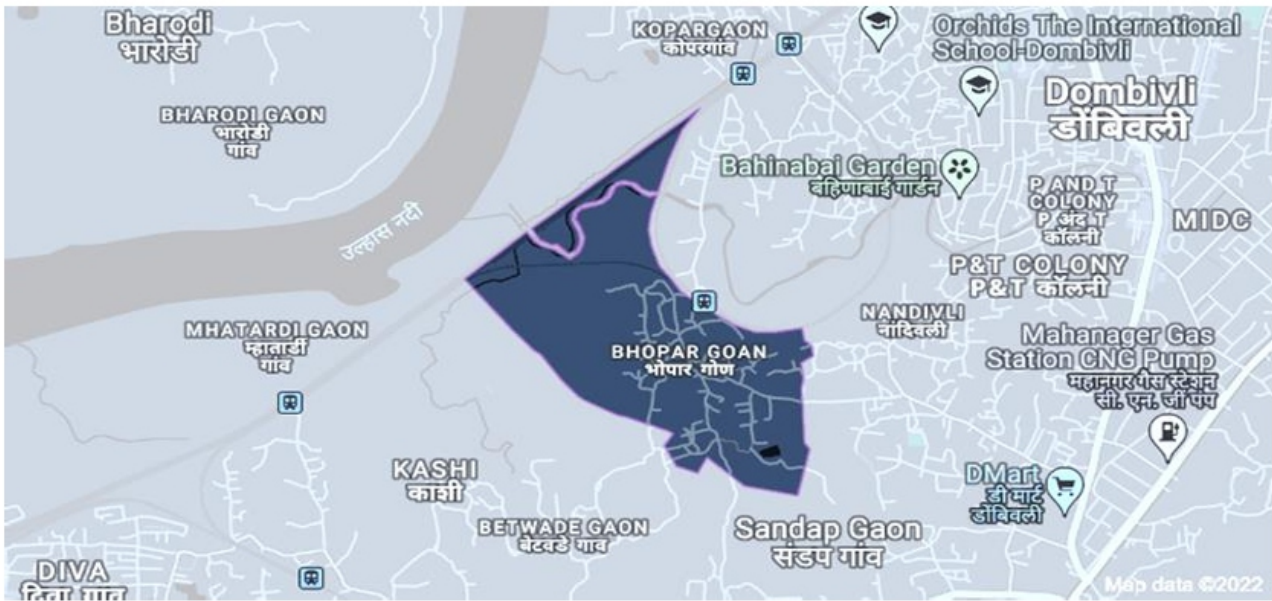 Bharodi
भारोडी
KOPARGAON
कोपरगांव
Orchids The International
School-Dombivli
Dombivli
डोंबिवली
BHARODI GAON
भारोडी
गांव
Bahinabai Garden
बहिणाबाई गार्डन
P AND T
COLONY
P अंद T
कॉलनी
MIDC
उल्हास नदी
P&T COLONY
P&T कॉलनी
NANDIVLI
नांदिवली
MHATARDI GAON
म्हातार्डी
गांव
BHOPAR GOAN
भोपार गोण
Mahanager Gas
Station CNG Pump
महानगर गैस स्टेशन
सी. एन. जी पंप
KASHI
काशी
DMart
डी मार्ट
डोंबिवली
BETWADE GAON
बेटवडे गाव
Sandap Gaon
संडप गांव
DIVA
दिवा गाव
Map data ©2022